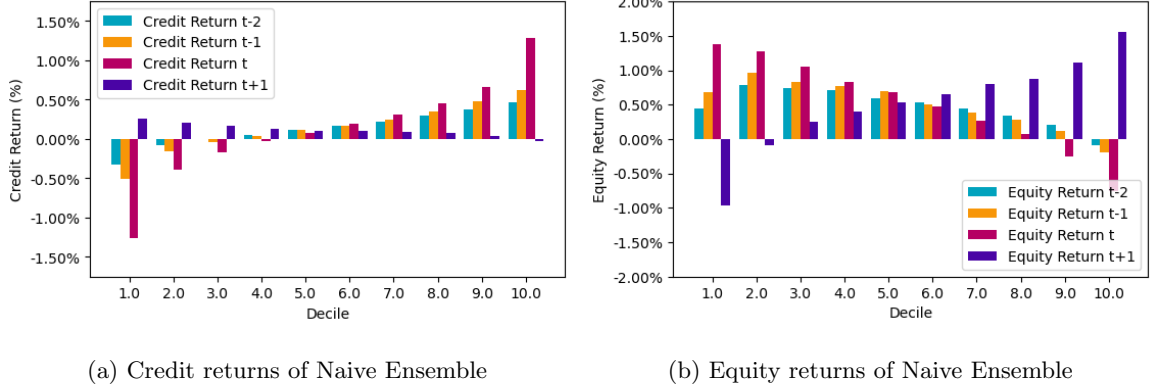 1.50%
1.00%
0.50%
0.00%
-0.50%
-1.00%
-1.50%
Credit Return (%)
Credit Return t-2
Credit Return t-1
Credit Return t
Credit Return t+1
1.0 2.0 3.0 4.0 5.0 6.0 7.0 8.0 9.0 10.0
Decile
(a) Credit returns of Naive Ensemble
2.00%
1.50%
1.00%
0.50%
0.00%
-0.50%
-1.00%
-1.50%
-2.00%
Equity Return (%)
Equity Return t-2
Equity Return t-1
Equity Return t
Equity Return t+1
1.0 2.0 3.0 4.0 5.0 6.0 7.0 8.0 9.0 10.0
Decile
(b) Equity returns of Naive Ensemble